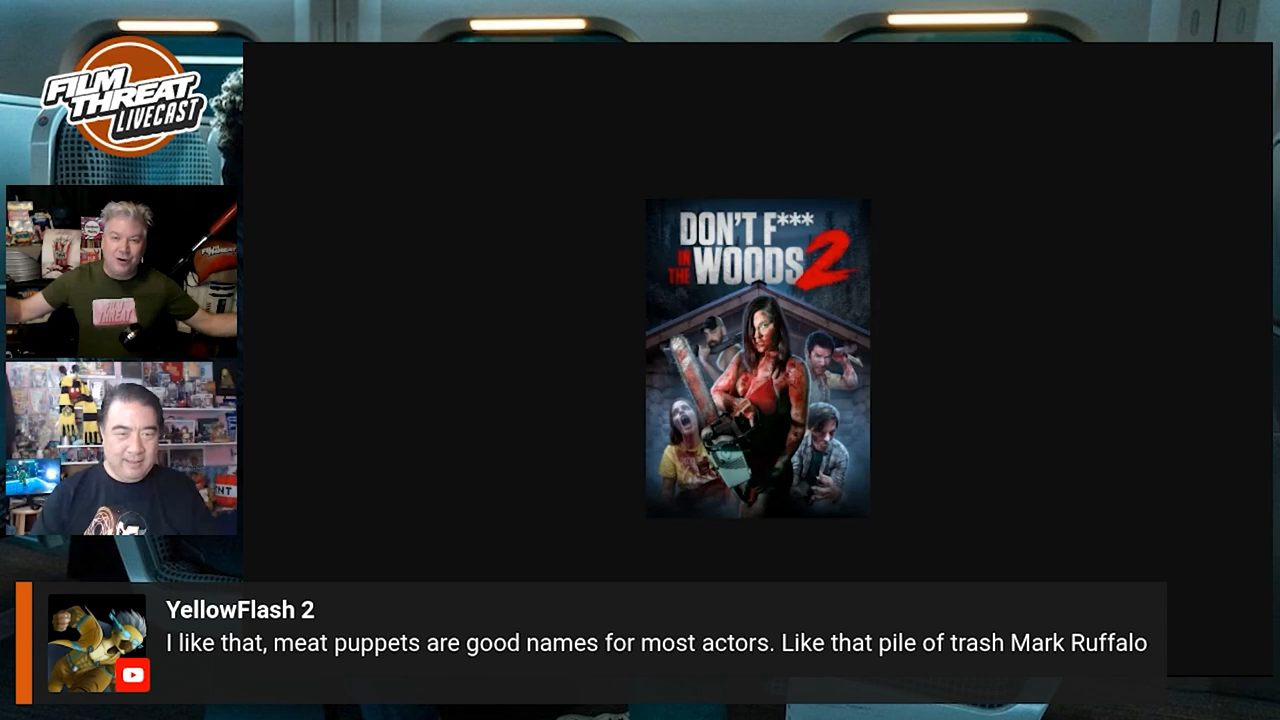 FILM
THREAT
LIVECAST
DON'T F***
IN
THE WOODS 2
YellowFlash 2
I like that, meat puppets are good names for most actors. Like that pile of trash Mark Ruffalo